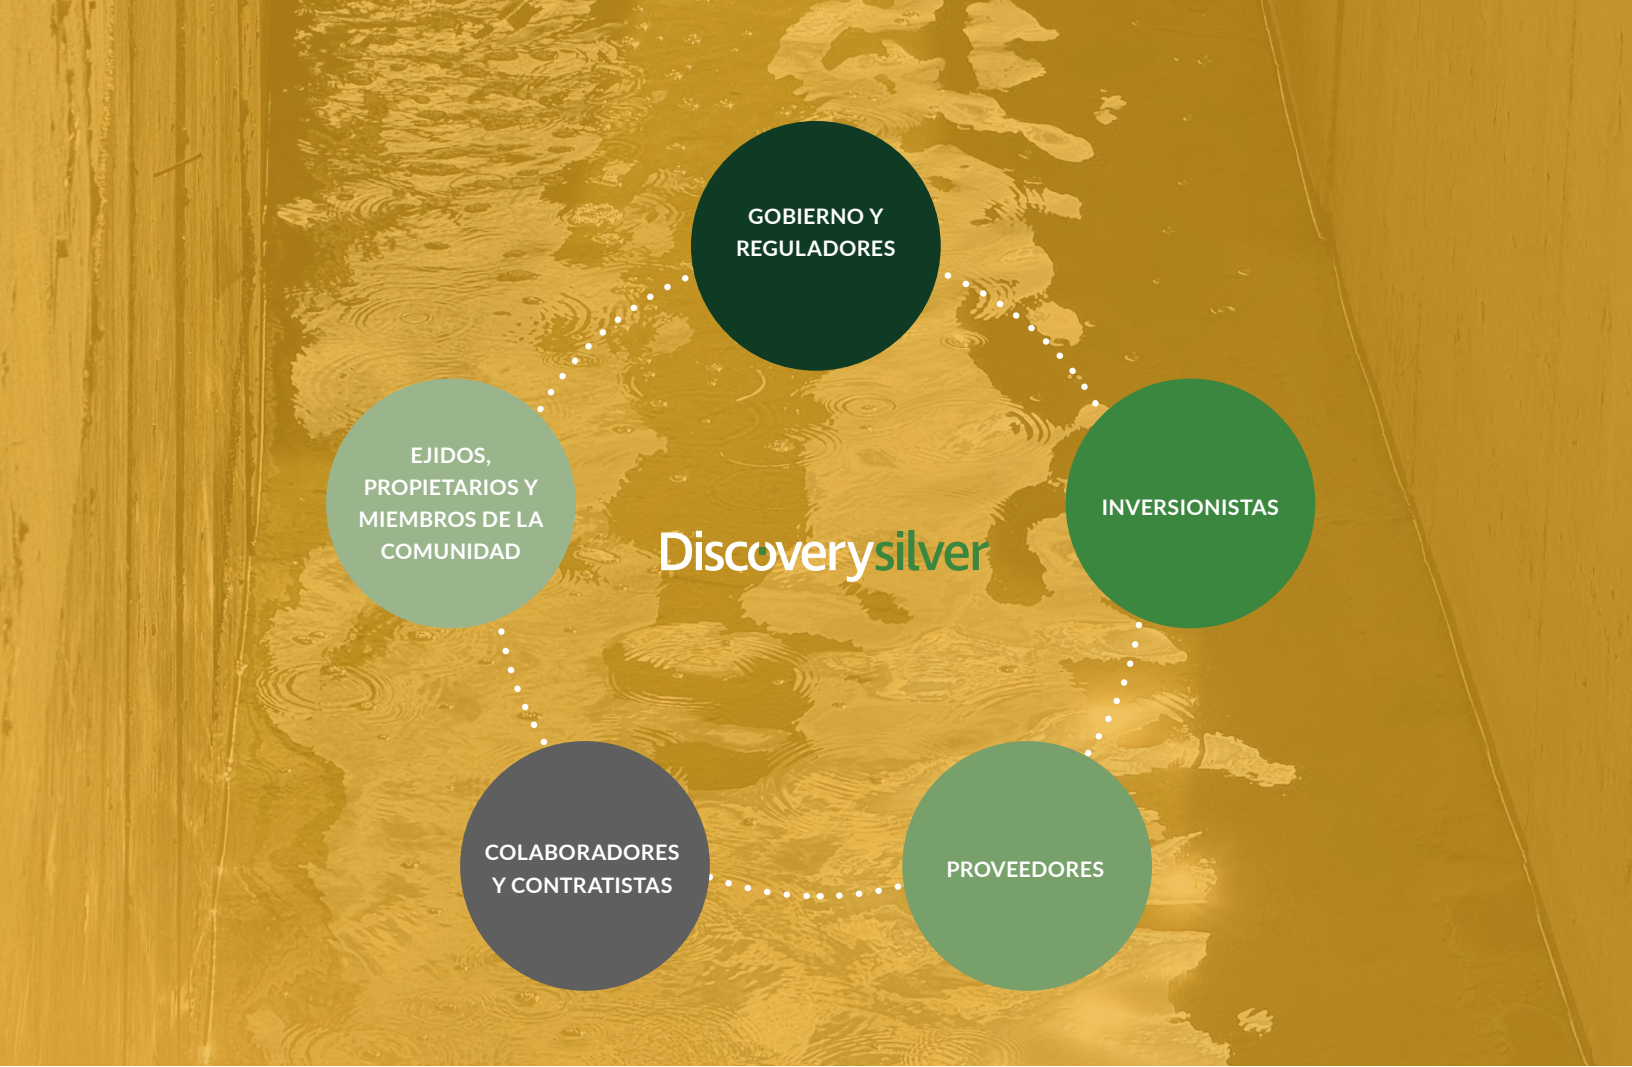 GOBIERNO Y
REGULADORES
EJIDOS,
PROPIETARIOS Y
MIEMBROS DE LA
COMUNIDAD
INVERSIONISTAS
Discoverysilver
COLABORADORES
Y CONTRATISTAS
PROVEEDORES